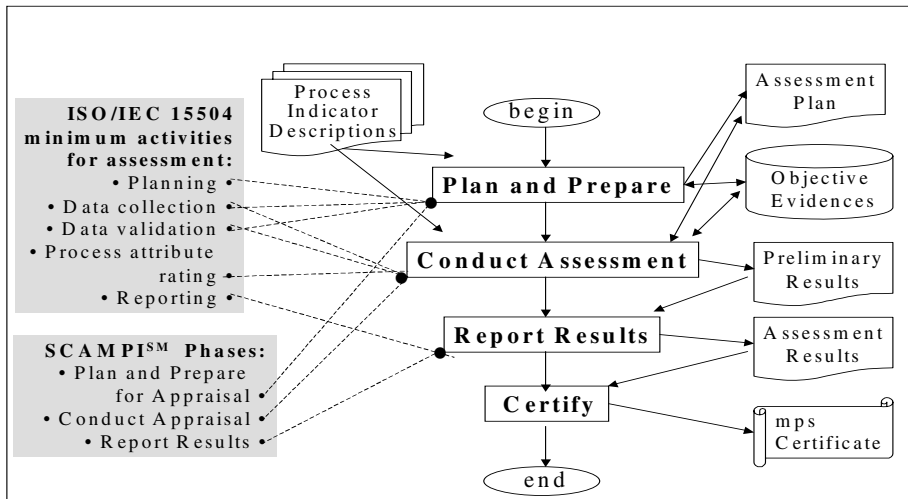 ISO/IEC 15504
minimum activities
for assessment:
• Planning •
• Data collection •
• Data validation •
• Process attribute
rating •
• Reporting •
SCAMPI℠ Phases:
• Plan and Prepare
for Appraisal •
• Conduct Appraisal •
• Report Results •
Process
Indicator
Descriptions
begin
Plan and Prepare
Conduct Assessment
Report Results
Certify
end
Assessment
Plan
Objective
Evidences
Preliminary
Results
Assessment
Results
mps
Certificate